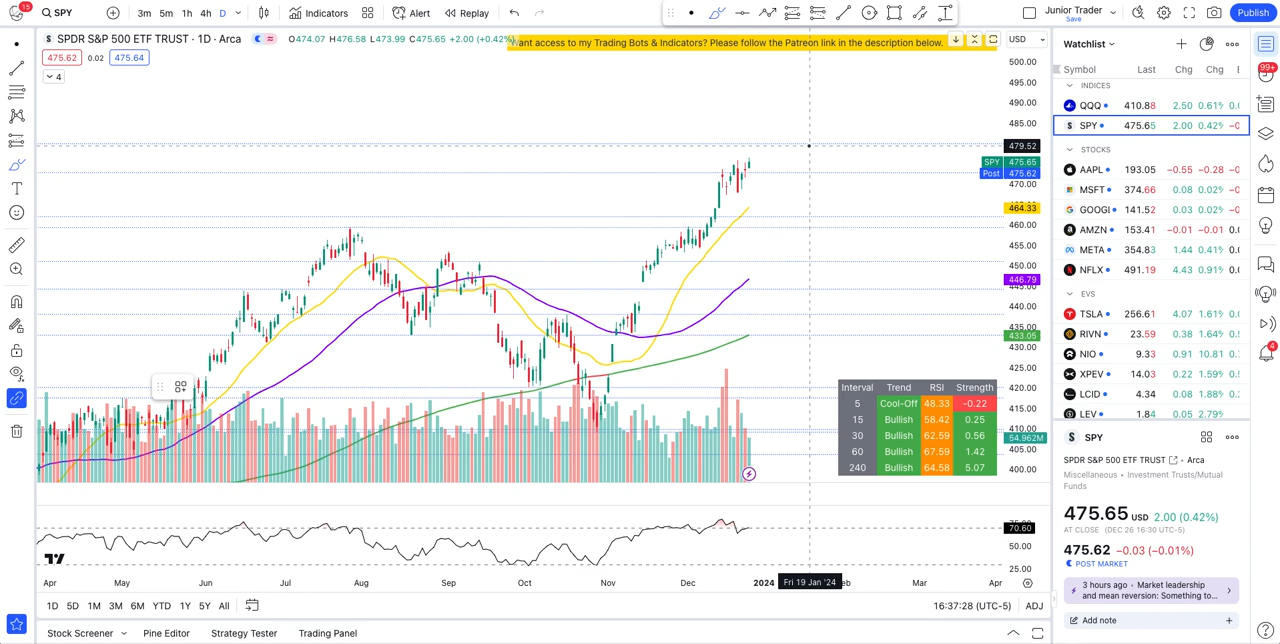 15
SPY
3m 5m 1h 4h D
Indicators
Alert
Replay
Junior Trader
Save
Publish
SPDR S&P 500 ETF TRUST · 1D · Arca
O474.07 H476.58 L473.99 C475.65 +2.00 (+0.42%)
want access to my Trading Bots & Indicators? Please follow the Patreon link in the description below.
USD
475.62 0.02 475.64
4
500.00
495.00
490.00
485.00
479.52
SPY 475.65
Post 475.62
470.00
464.33
460.00
455.00
450.00
446.79
445.00
440.00
435.00
433.05
430.00
425.00
420.00
415.00
410.00
54.962M
405.00
400.00
Interval Trend RSI Strength
5 Cool-Off 48.33 -0.22
15 Bullish 58.42 0.25
30 Bullish 62.59 0.56
60 Bullish 67.59 1.42
240 Bullish 64.58 5.07
75.00
70.60
50.00
25.00
Apr May Jun Jul Aug Sep Oct Nov Dec 2024 Fri 19 Jan '24 eb Mar Apr
1D 5D 1M 3M 6M YTD 1Y 5Y All
16:37:28 (UTC-5) ADJ
Stock Screener Pine Editor Strategy Tester Trading Panel
Watchlist
Symbol Last Chg Chg
INDICES
QQQ 410.88 2.50 0.61%
SPY 475.65 2.00 0.42%
STOCKS
AAPL 193.05 −0.55 −0.28
MSFT 374.66 0.08 0.02%
GOOGL 141.52 0.03 0.02%
AMZN 153.41 −0.01 −0.01
META 354.83 1.44 0.41%
NFLX 491.19 4.43 0.91%
EVS
TSLA 256.61 4.07 1.61%
RIVN 23.59 0.38 1.64%
NIO 9.33 0.91 10.81
XPEV 14.03 0.22 1.59%
LCID 4.34 0.08 1.88%
LEV 1.84 0.05 2.79%
SPY
SPDR S&P 500 ETF TRUST · Arca
Miscellaneous · Investment Trusts/Mutual
Funds
475.65 USD 2.00 (0.42%)
AT CLOSE (DEC 26 16:30 UTC-5)
475.62 −0.03 (−0.01%)
POST MARKET
3 hours ago · Market leadership
and mean reversion: Something to...
Add note
99+
4